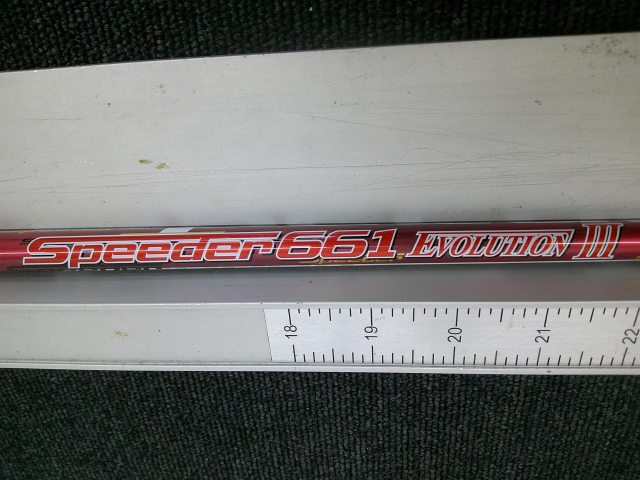 Speeder 661 EVOLUTION III
18 19 20 21 22